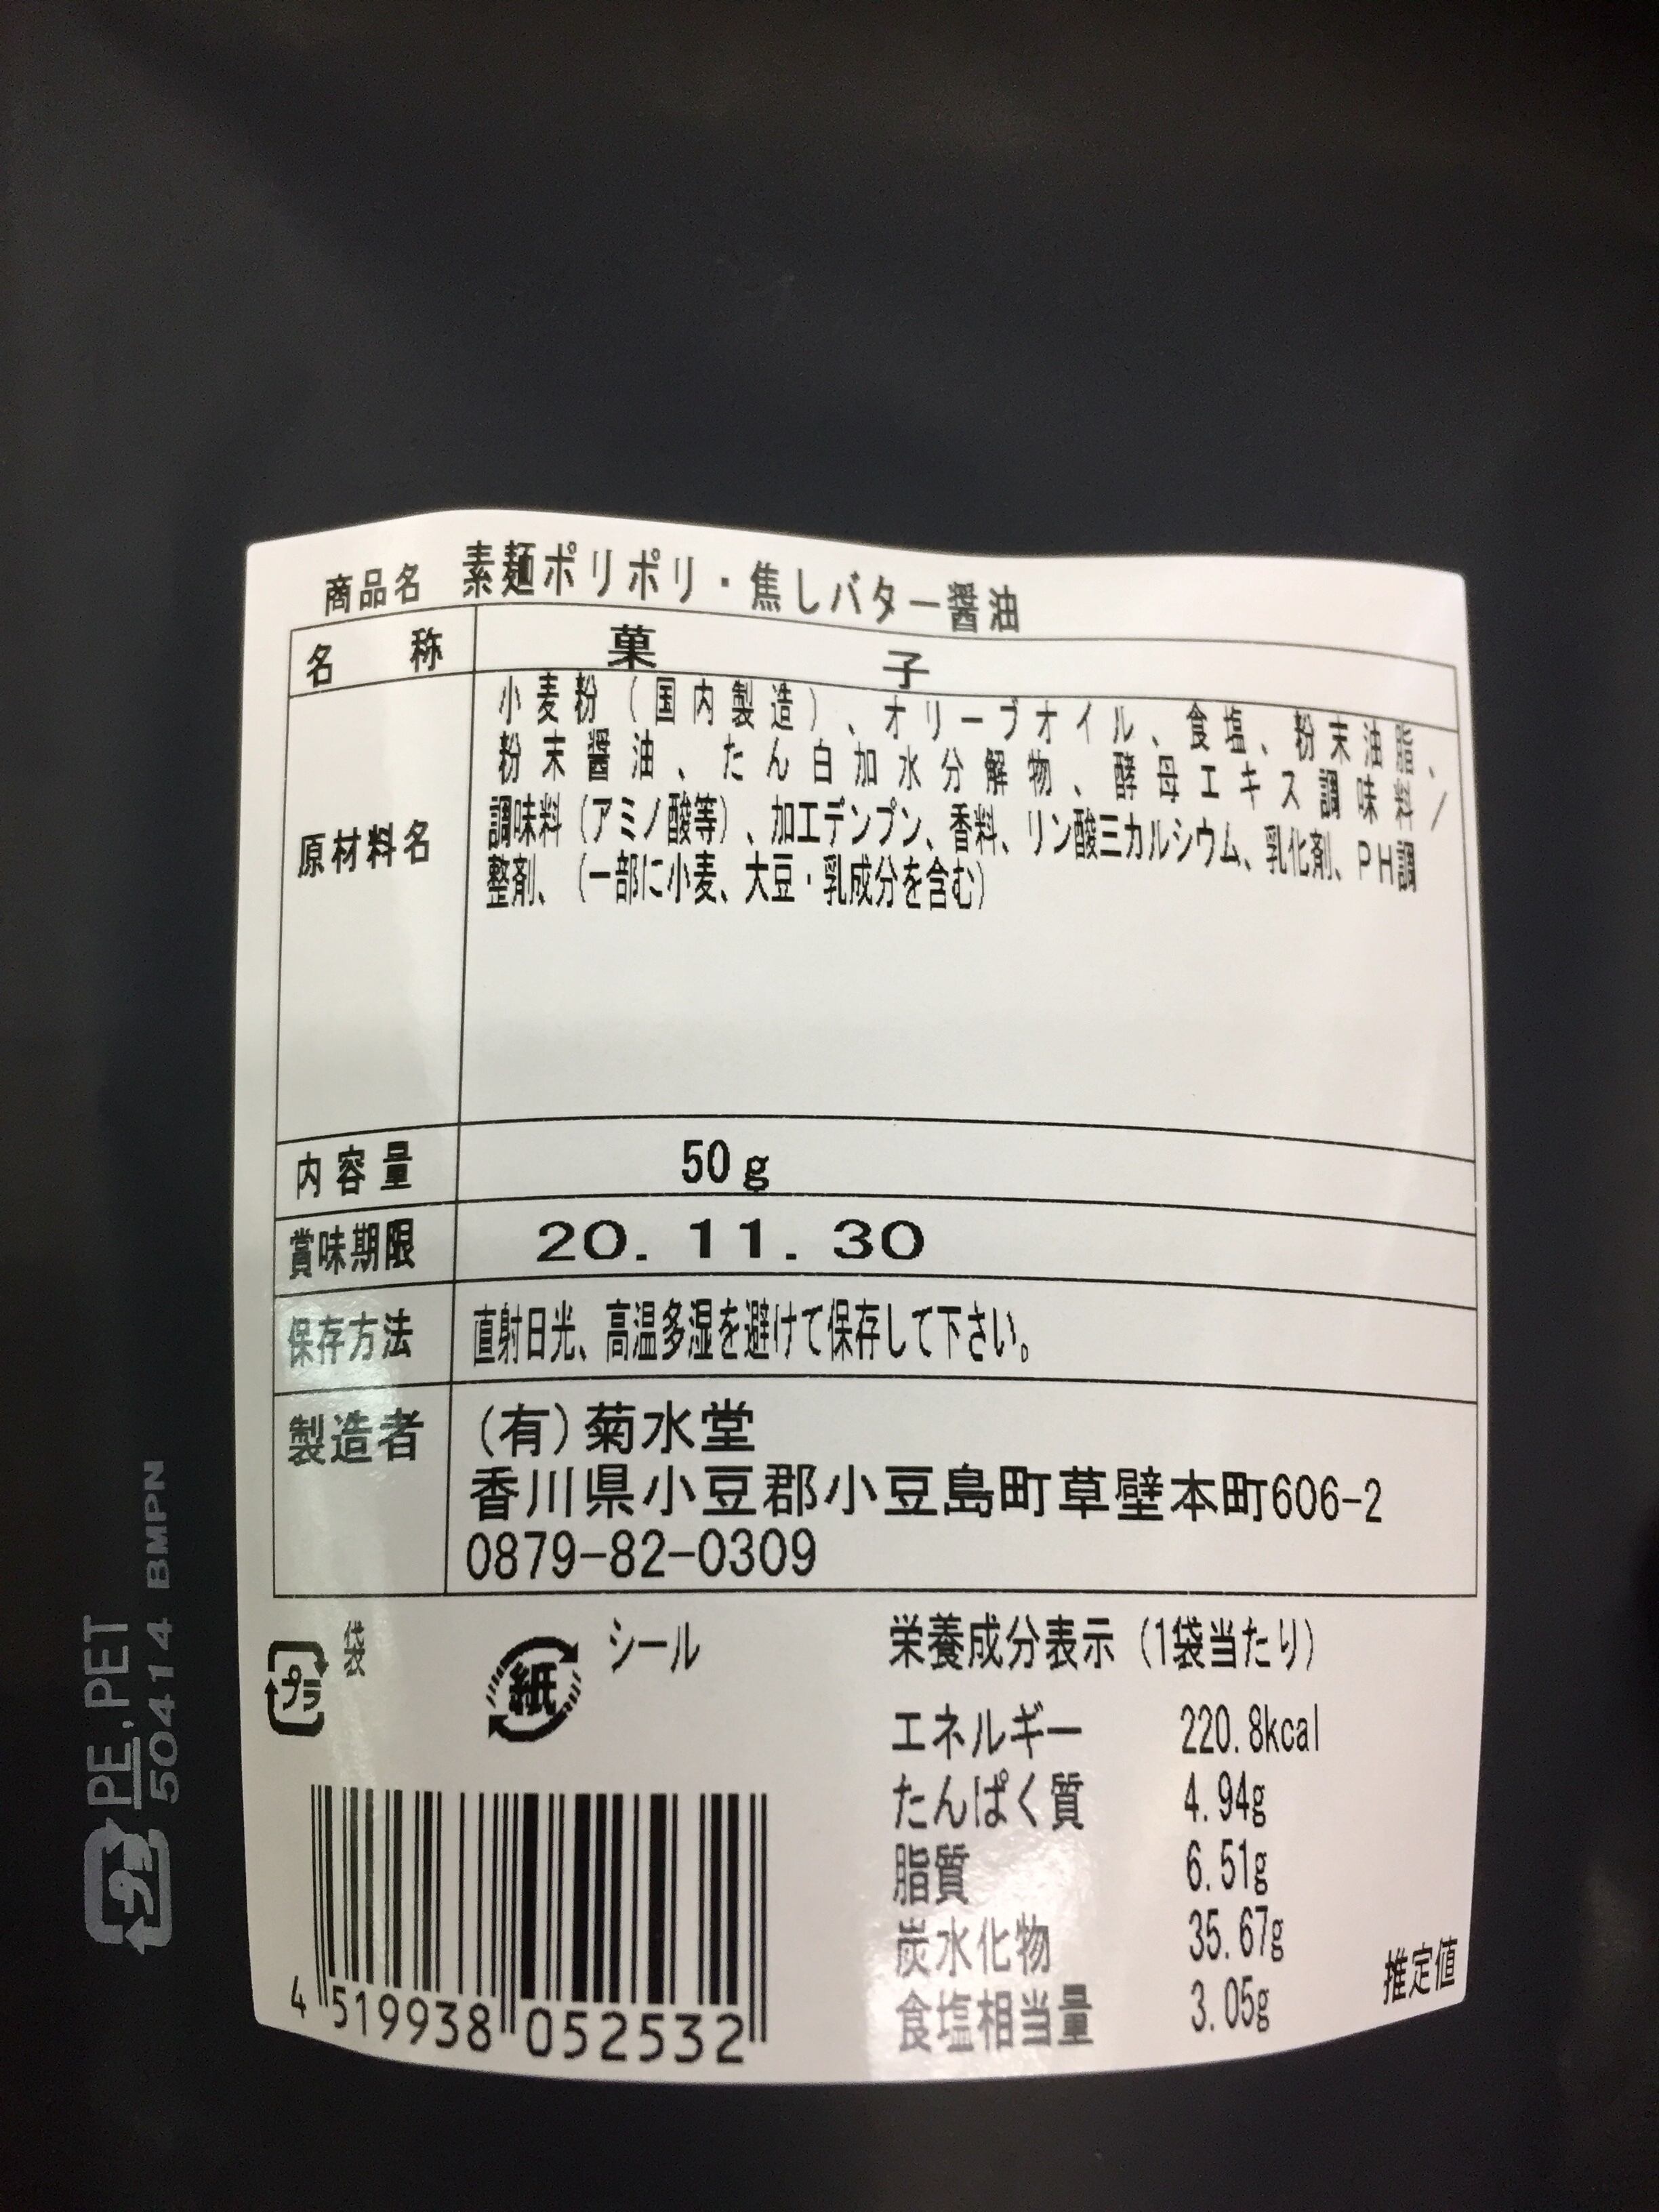 商品名 素麺ポリポリ・焦しバター醤油
名称 菓子
原材料名 小麦粉（国内製造）、オリーブオイル、食塩、粉末油脂、
粉末醤油、たん白加水分解物、酵母エキス調味料／
調味料（アミノ酸等）、加工デンプン、香料、リン酸三カルシウム、乳化剤、PH調
整剤、（一部に小麦、大豆・乳成分を含む）
内容量 50g
賞味期限 20.11.30
保存方法 直射日光、高温多湿を避けて保存して下さい。
製造者 (有)菊水堂
香川県小豆郡小豆島町草壁本町606-2
0879-82-0309
プラ 袋
紙 シール
栄養成分表示（1袋当たり）
エネルギー 220.8kcal
たんぱく質 4.94g
脂質 6.51g
炭水化物 35.67g
食塩相当量 3.05g
推定値
4 519938 052532
プラ PE,PET
50414 BMPN